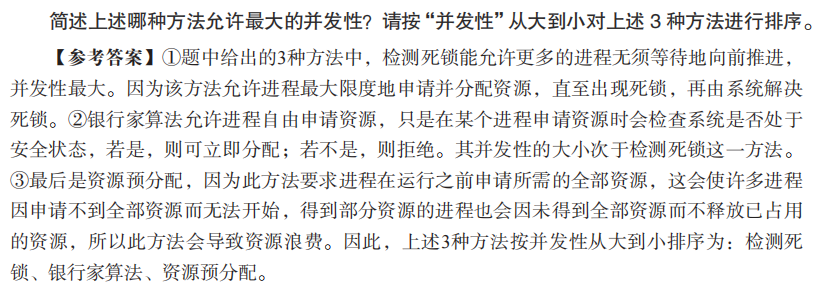 简述上述哪种方法允许最大的并发性？请按“并发性”从大到小对上述 3 种方法进行排序。
【参考答案】①题中给出的3种方法中，检测死锁能允许更多的进程无须等待地向前推进，
并发性最大。因为该方法允许进程最大限度地申请并分配资源，直至出现死锁，再由系统解决
死锁。②银行家算法允许进程自由申请资源，只是在某个进程申请资源时会检查系统是否处于
安全状态，若是，则可立即分配；若不是，则拒绝。其并发性的大小次于检测死锁这一方法。
③最后是资源预分配，因为此方法要求进程在运行之前申请所需的全部资源，这会使许多进程
因申请不到全部资源而无法开始，得到部分资源的进程也会因未得到全部资源而不释放已占用
的资源，所以此方法会导致资源浪费。因此，上述3种方法按并发性从大到小排序为：检测死
锁、银行家算法、资源预分配。